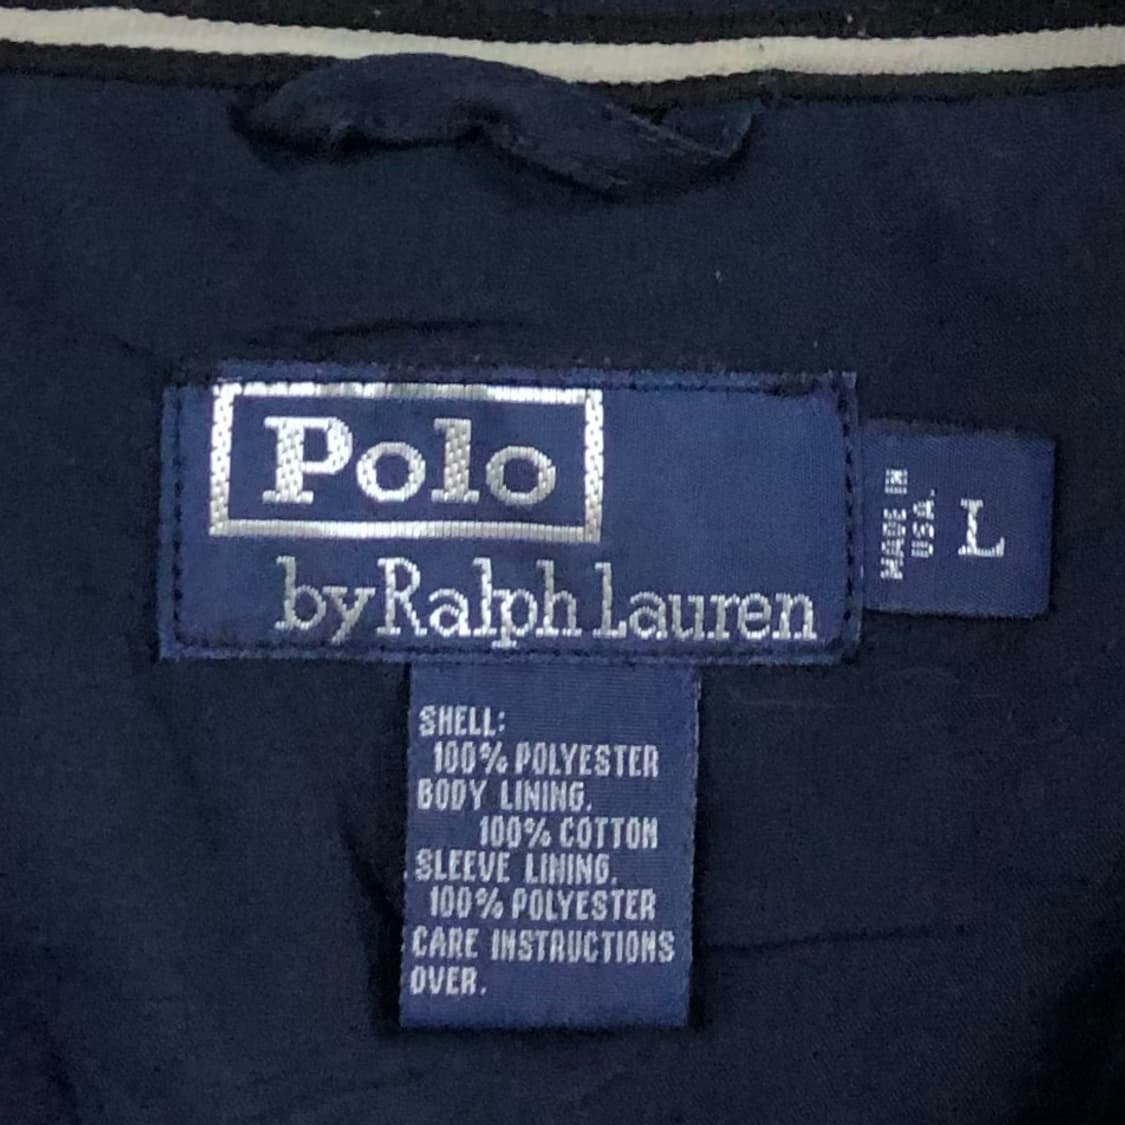 Polo
by Ralph Lauren
MADE IN
USA.
L
SHELL:
100% POLYESTER
BODY LINING.
100% COTTON
SLEEVE LINING.
100% POLYESTER
CARE INSTRUCTIONS
OVER.